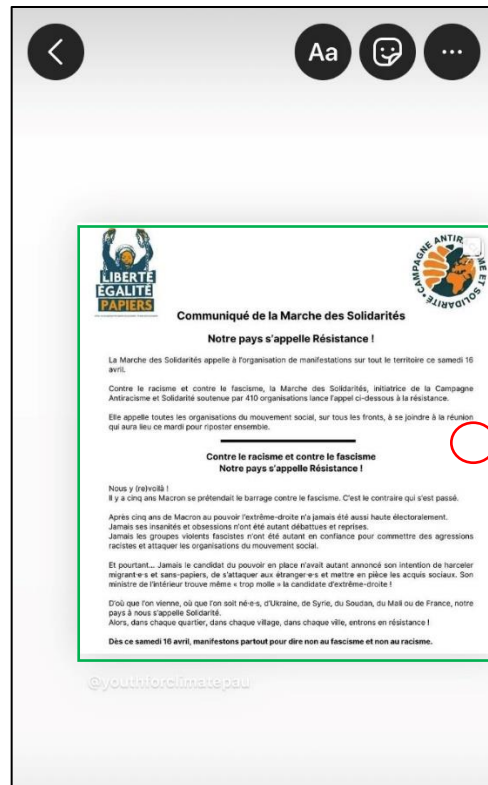 Aa
LIBERTÉ
ÉGALITÉ
PAPIERS
CAMPAGNE ANTIR ME ET SOLIDARITÉ
Communiqué de la Marche des Solidarités
Notre pays s'appelle Résistance !
La Marche des Solidarités appelle à l'organisation de manifestations sur tout le territoire ce samedi 16
avril.
Contre le racisme et contre le fascisme, la Marche des Solidarités, initiatrice de la Campagne
Antiracisme et Solidarité soutenue par 410 organisations lance l'appel ci-dessous à la résistance.
Elle appelle toutes les organisations du mouvement social, sur tous les fronts, à se joindre à la réunion
qui aura lieu ce mardi pour riposter ensemble.
Contre le racisme et contre le fascisme
Notre pays s'appelle Résistance !
Nous y (re)voilà !
Il y a cinq ans Macron se prétendait le barrage contre le fascisme. C'est le contraire qui s'est passé.
Après cinq ans de Macron au pouvoir l'extrême-droite n'a jamais été aussi haute électoralement.
Jamais ses insanités et obsessions n'ont été autant débattues et reprises.
Jamais les groupes violents fascistes n'ont été autant en confiance pour commettre des agressions
racistes et attaquer les organisations du mouvement social.
Et pourtant... Jamais le candidat du pouvoir en place n'avait autant annoncé son intention de harceler
migrant·e·s et sans-papiers, de s'attaquer aux étranger·e·s et mettre en pièce les acquis sociaux. Son
ministre de l'intérieur trouve même « trop molle » la candidate d'extrême-droite !
D'où que l'on vienne, où que l'on soit né·e·s, d'Ukraine, de Syrie, du Soudan, du Mali ou de France, notre
pays à nous s'appelle Solidarité.
Alors, dans chaque quartier, dans chaque village, dans chaque ville, entrons en résistance !
Dès ce samedi 16 avril, manifestons partout pour dire non au fascisme et non au racisme.
@youthforclimatepau